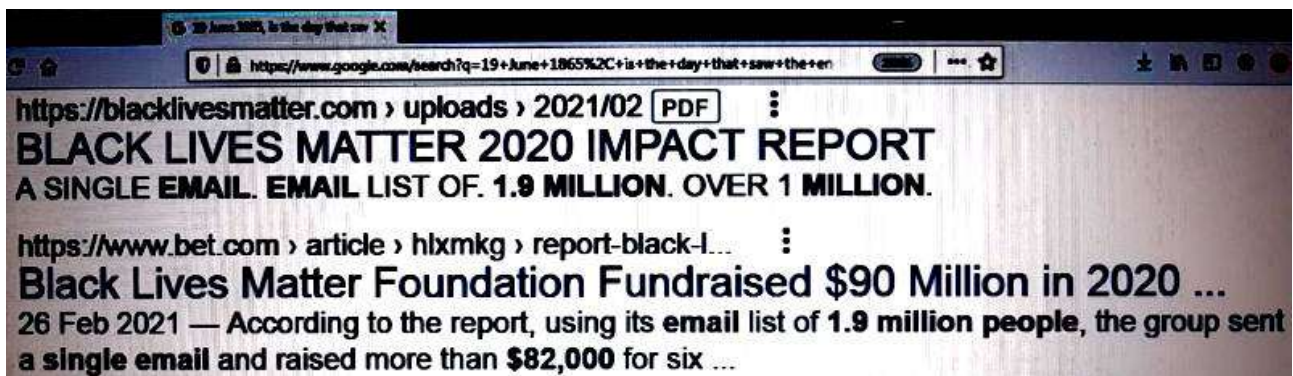 https://www.google.com/search?q=19+June+1865%2C+is+the+day+that+saw+the+en
https://blacklivesmatter.com › uploads › 2021/02 PDF
BLACK LIVES MATTER 2020 IMPACT REPORT
A SINGLE EMAIL. EMAIL LIST OF. 1.9 MILLION. OVER 1 MILLION.
https://www.bet.com › article › hlxmkg › report-black-l...
Black Lives Matter Foundation Fundraised $90 Million in 2020 ...
26 Feb 2021 — According to the report, using its email list of 1.9 million people, the group sent
a single email and raised more than $82,000 for six ...